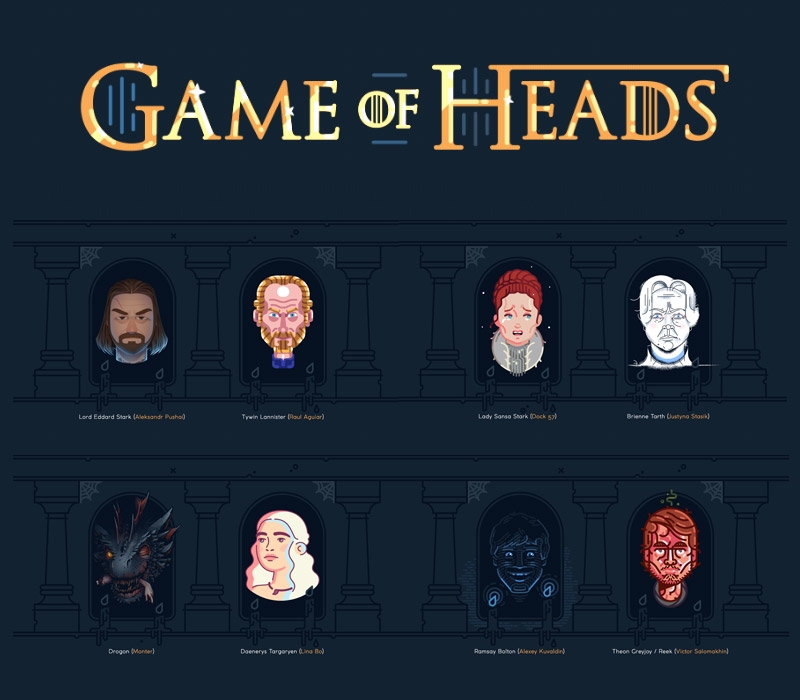 GAME OF HEADS
Lord Eddard Stark (Aleksandr Pushai)
Tywin Lannister (Raul Aguiar)
Lady Sansa Stark (Dock 57)
Brienne Tarth (Justyna Stasik)
Drogon (Monter)
Daenerys Targaryen (Lina Bo)
Ramsay Bolton (Alexey Kuvaldin)
Theon Greyjoy / Reek (Victor Salomakhin)